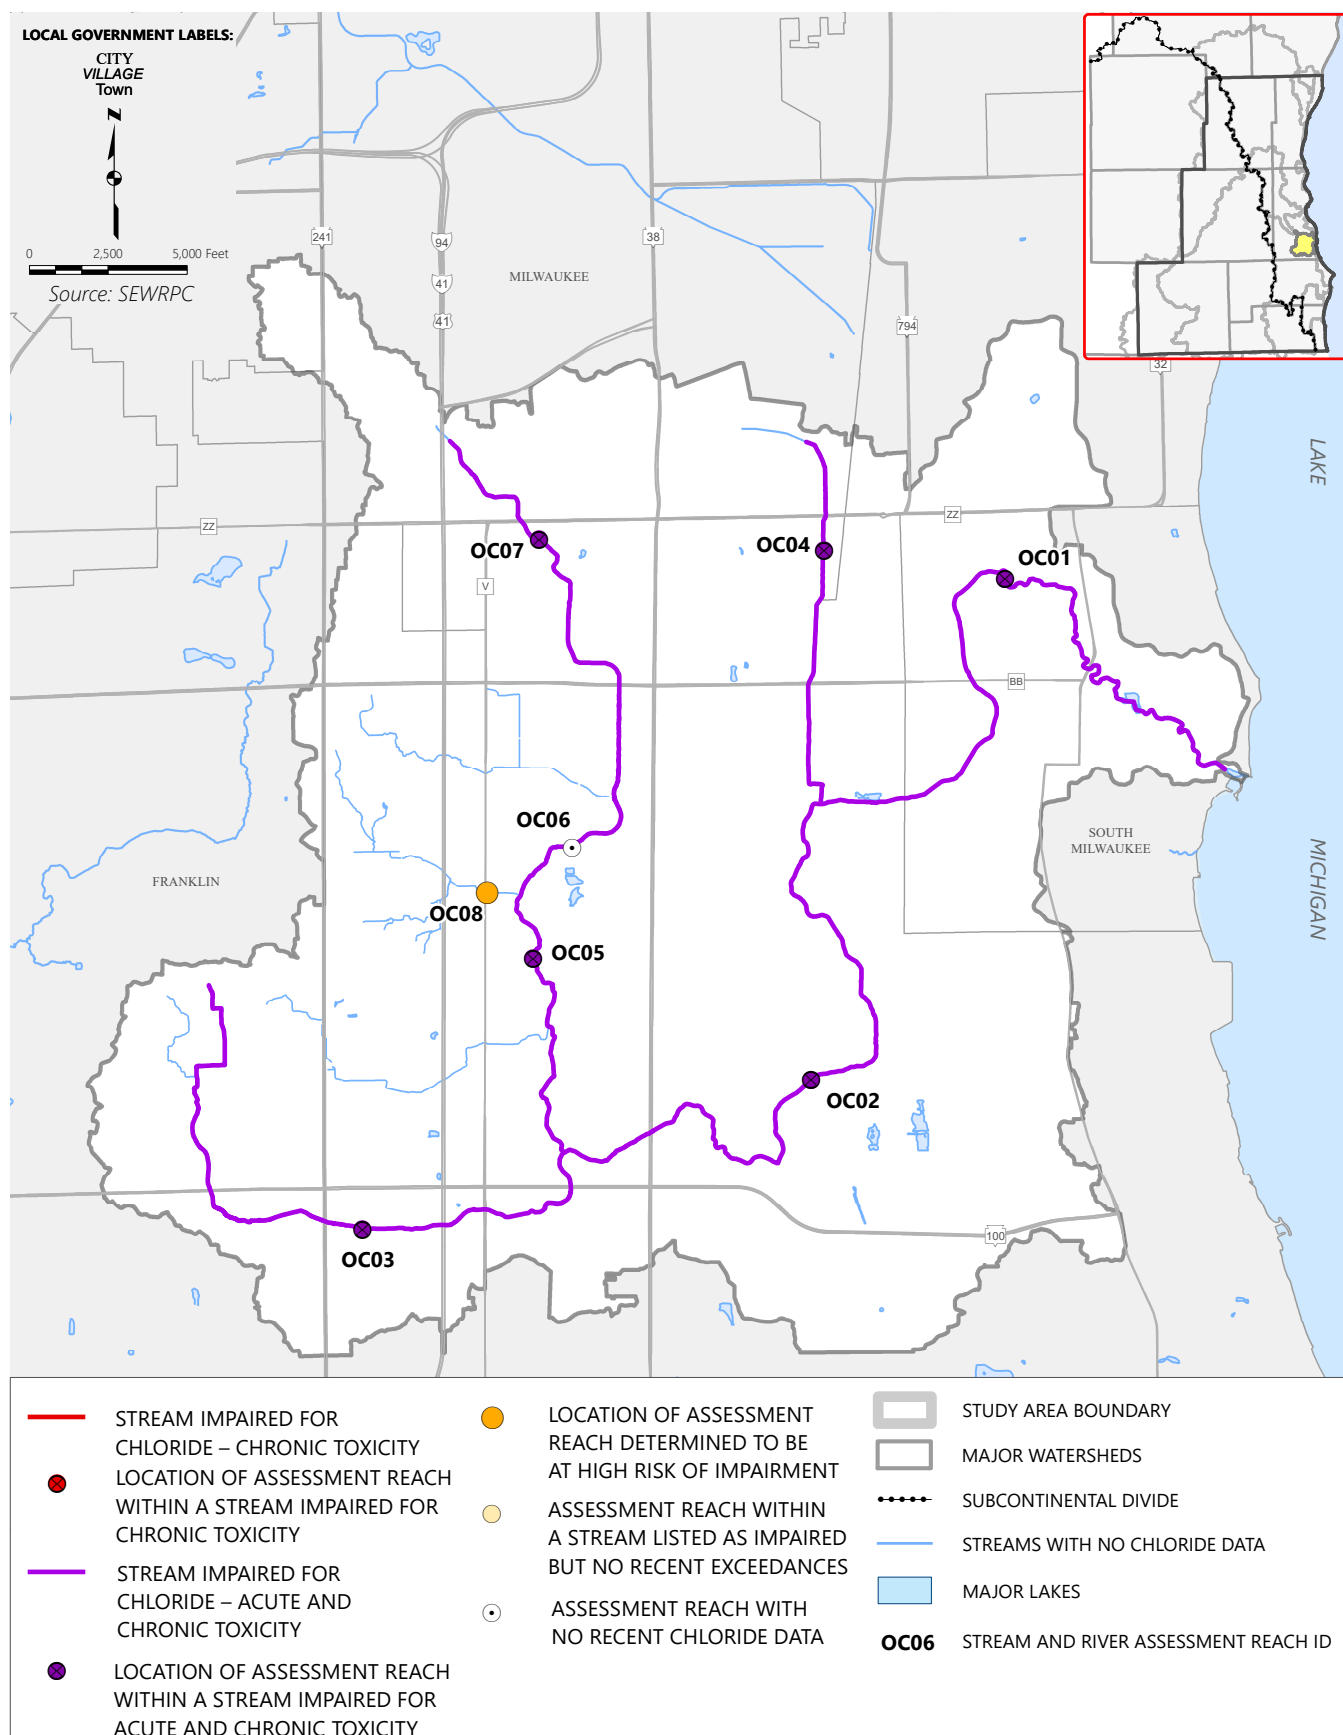 LOCAL GOVERNMENT LABELS:
CITY
VILLAGE
Town
N
0 2,500 5,000 Feet
Source: SEWRPC
241
94
41
41
38
794
32
MILWAUKEE
LAKE
ZZ
ZZ
OC07
OC04
OC01
V
BB
OC06
SOUTH
MILWAUKEE
MICHIGAN
FRANKLIN
OC08
OC05
OC02
100
OC03
STREAM IMPAIRED FOR
CHLORIDE – CHRONIC TOXICITY
LOCATION OF ASSESSMENT REACH
WITHIN A STREAM IMPAIRED FOR
CHRONIC TOXICITY
STREAM IMPAIRED FOR
CHLORIDE – ACUTE AND
CHRONIC TOXICITY
LOCATION OF ASSESSMENT REACH
WITHIN A STREAM IMPAIRED FOR
ACUTE AND CHRONIC TOXICITY
LOCATION OF ASSESSMENT
REACH DETERMINED TO BE
AT HIGH RISK OF IMPAIRMENT
ASSESSMENT REACH WITHIN
A STREAM LISTED AS IMPAIRED
BUT NO RECENT EXCEEDANCES
ASSESSMENT REACH WITH
NO RECENT CHLORIDE DATA
STUDY AREA BOUNDARY
MAJOR WATERSHEDS
SUBCONTINENTAL DIVIDE
STREAMS WITH NO CHLORIDE DATA
MAJOR LAKES
OC06 STREAM AND RIVER ASSESSMENT REACH ID